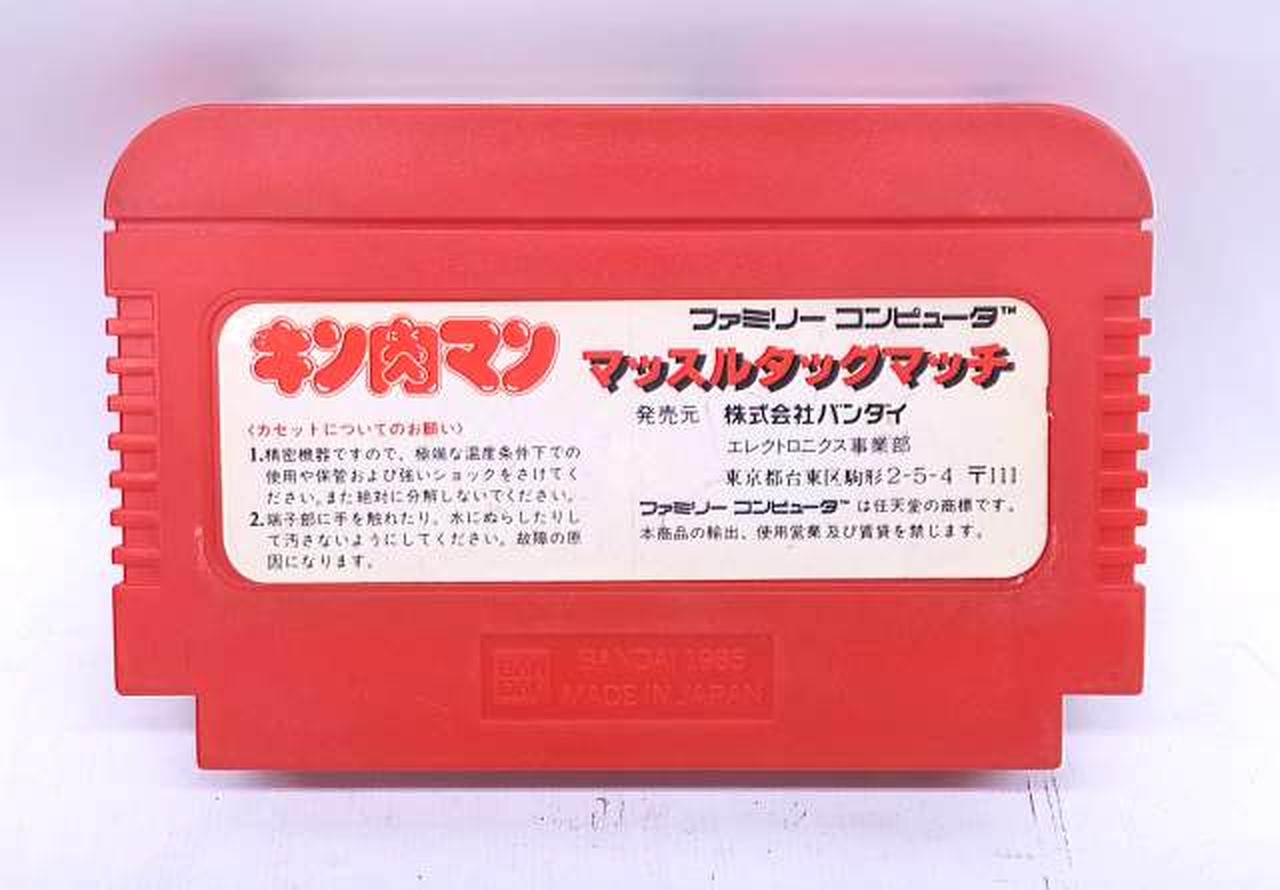 キン肉マン
ファミリー コンピュータ™
マッスルタッグマッチ
〈カセットについてのお願い〉
1.精密機器ですので、極端な温度条件下での
使用や保管および強いショックをさけてく
ださい。また絶対に分解しないでください。
2.端子部に手を触れたり、水にぬらしたりし
て汚さないようにしてください。故障の原
因になります。
発売元 株式会社バンダイ
エレクトロニクス事業部
東京都台東区駒形2-5-4 〒111
ファミリー コンピュータ™ は任天堂の商標です。
本商品の輸出、使用営業及び賃貸を禁じます。
BANDAI 1985
MADE IN JAPAN